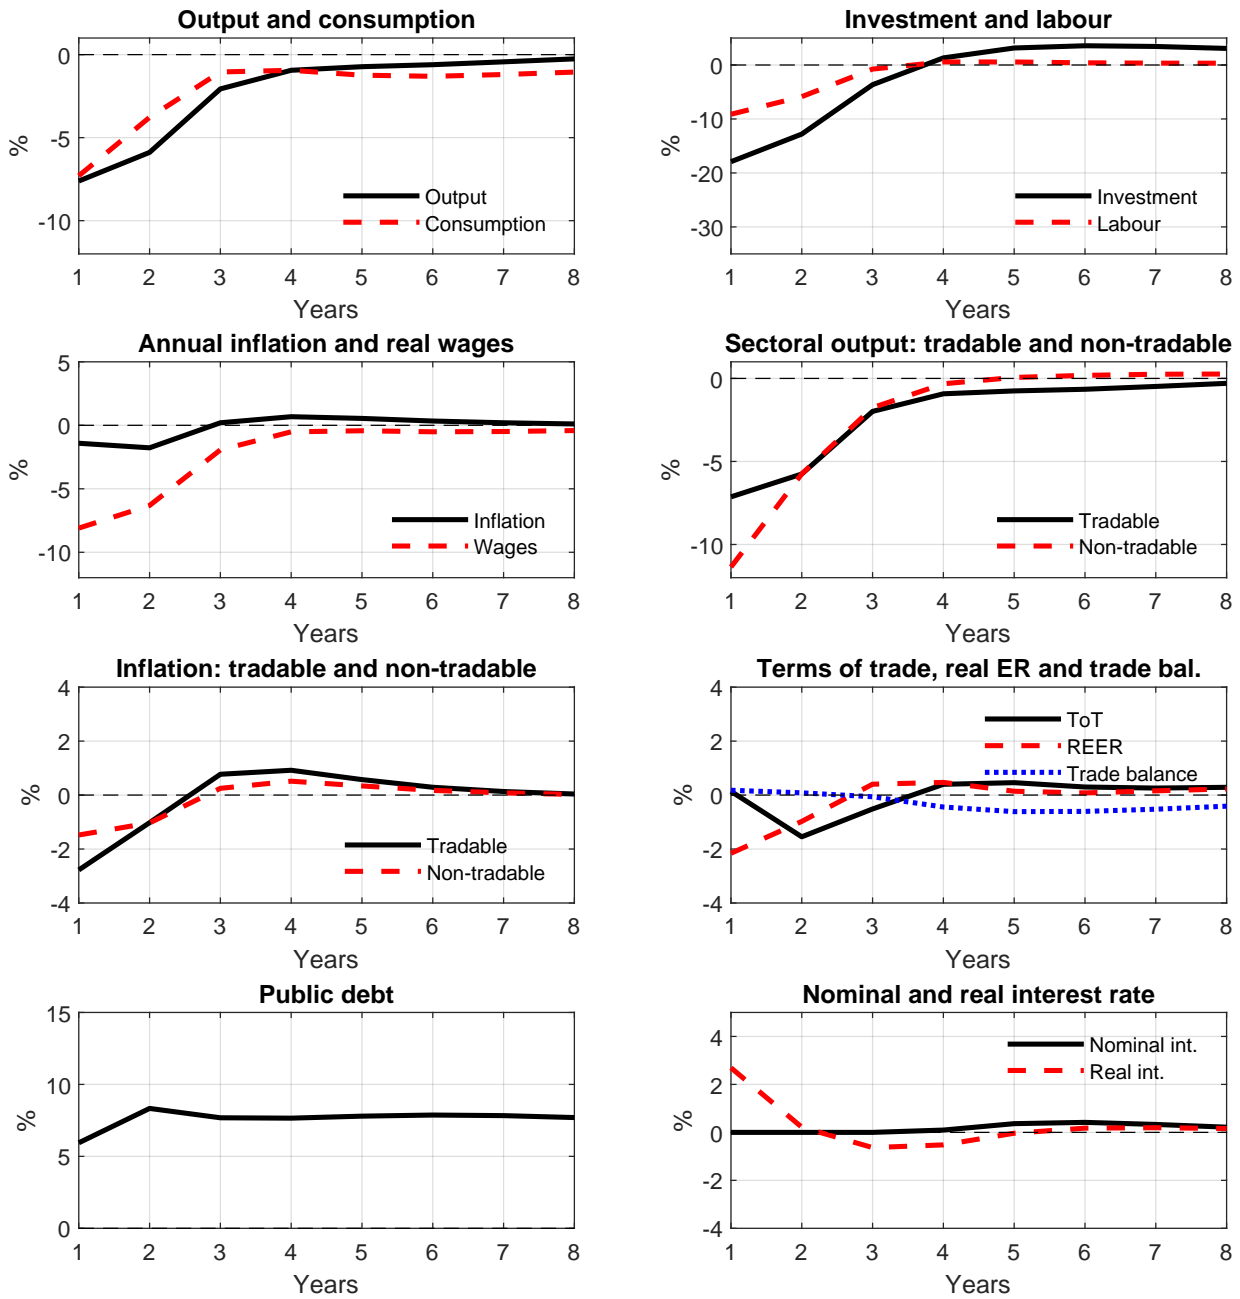 Output and consumption
0
-5
-10
%
Output
Consumption
1 2 3 4 5 6 7 8
Years
Investment and labour
0
-10
-20
-30
%
Investment
Labour
1 2 3 4 5 6 7 8
Years
Annual inflation and real wages
5
0
-5
-10
%
Inflation
Wages
1 2 3 4 5 6 7 8
Years
Sectoral output: tradable and non-tradable
0
-5
-10
%
Tradable
Non-tradable
1 2 3 4 5 6 7 8
Years
Inflation: tradable and non-tradable
4
2
0
-2
-4
%
Tradable
Non-tradable
1 2 3 4 5 6 7 8
Years
Terms of trade, real ER and trade bal.
4
2
0
-2
-4
%
ToT
REER
Trade balance
1 2 3 4 5 6 7 8
Years
Public debt
15
10
5
0
%
1 2 3 4 5 6 7 8
Years
Nominal and real interest rate
4
2
0
-2
-4
%
Nominal int.
Real int.
1 2 3 4 5 6 7 8
Years